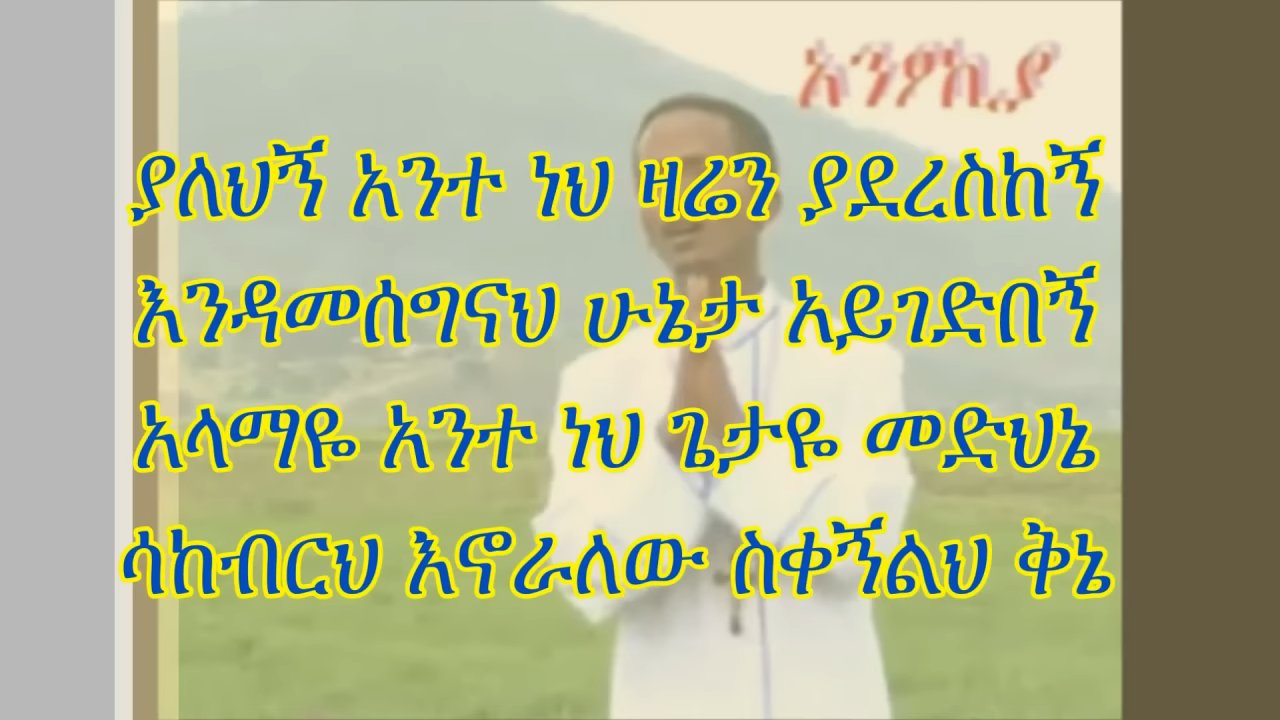 አንፆኪያ
ያለህኝ አንተ ነህ ዛሬን ያደረስከኝ
እንዳመሰግናህ ሁኔታ አይገድበኝ
አላማዬ አንተ ነህ ጌታዬ መድህኔ
ሳከብርህ እኖራለው ስቀኝልህ ቅኔ